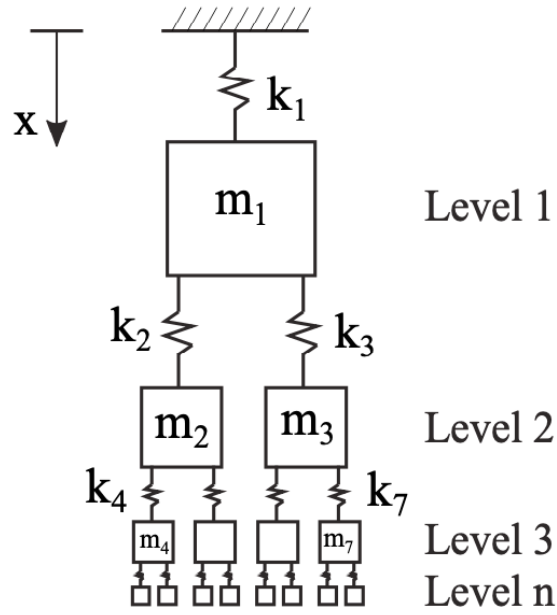 k₁
x
m₁
Level 1
k₂
k₃
m₂
m₃
Level 2
k₄
k₇
m₄
m₇
Level 3
Level n